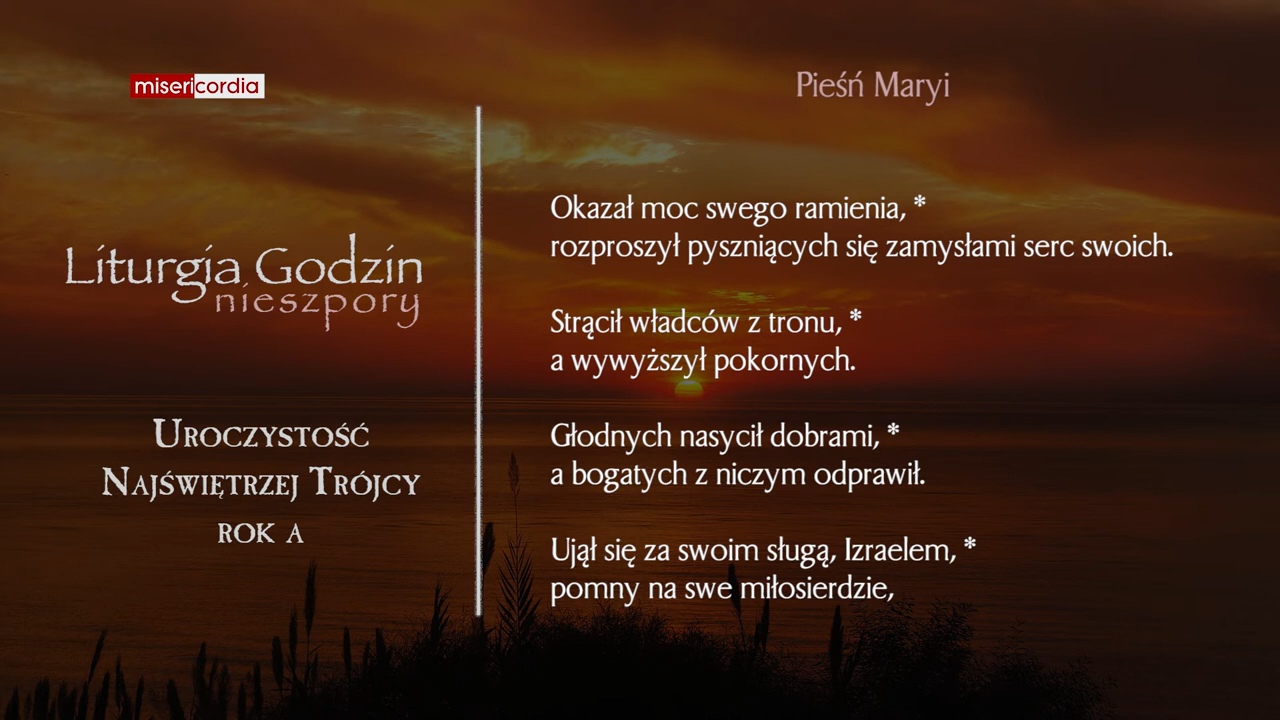 misericordia
Liturgia Godzin
nieszpory
Uroczystość
Najświętrzej Trójcy
rok a
Pieśń Maryi
Okazał moc swego ramienia, *
rozproszył pyszniących się zamysłami serc swoich.
Strącił władców z tronu, *
a wywyższył pokornych.
Głodnych nasycił dobrami, *
a bogatych z niczym odprawił.
Ujął się za swoim sługą, Izraelem, *
pomny na swe miłosierdzie,